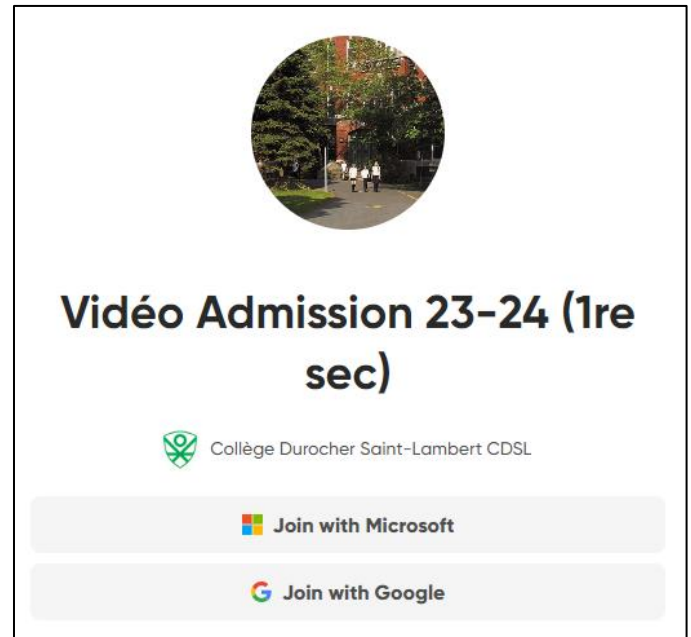 Vidéo Admission 23-24 (1re
sec)
Collège Durocher Saint-Lambert CDSL
Join with Microsoft
Join with Google